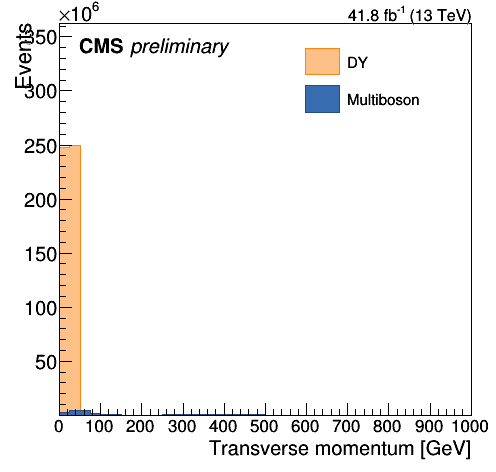 ×10⁶
41.8 fb⁻¹ (13 TeV)
CMS preliminary
Events
DY
Multiboson
350
300
250
200
150
100
50
0 100 200 300 400 500 600 700 800 900 1000
Transverse momentum [GeV]